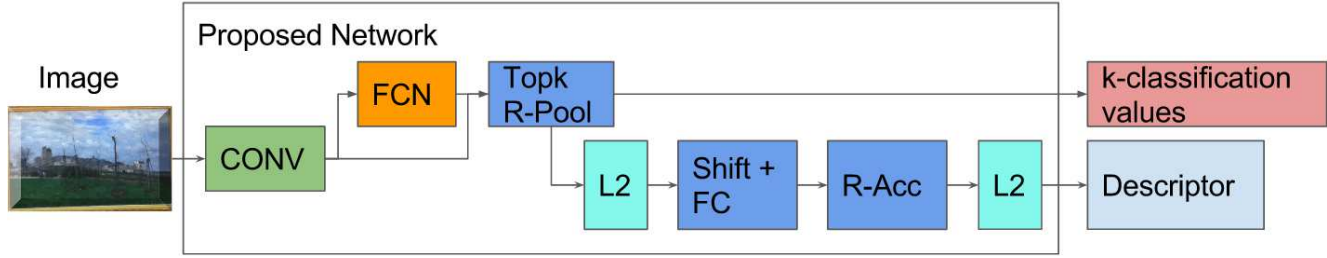 Proposed Network
Image
FCN
Topk
R-Pool
k-classification
values
CONV
L2
Shift +
FC
R-Acc
L2
Descriptor